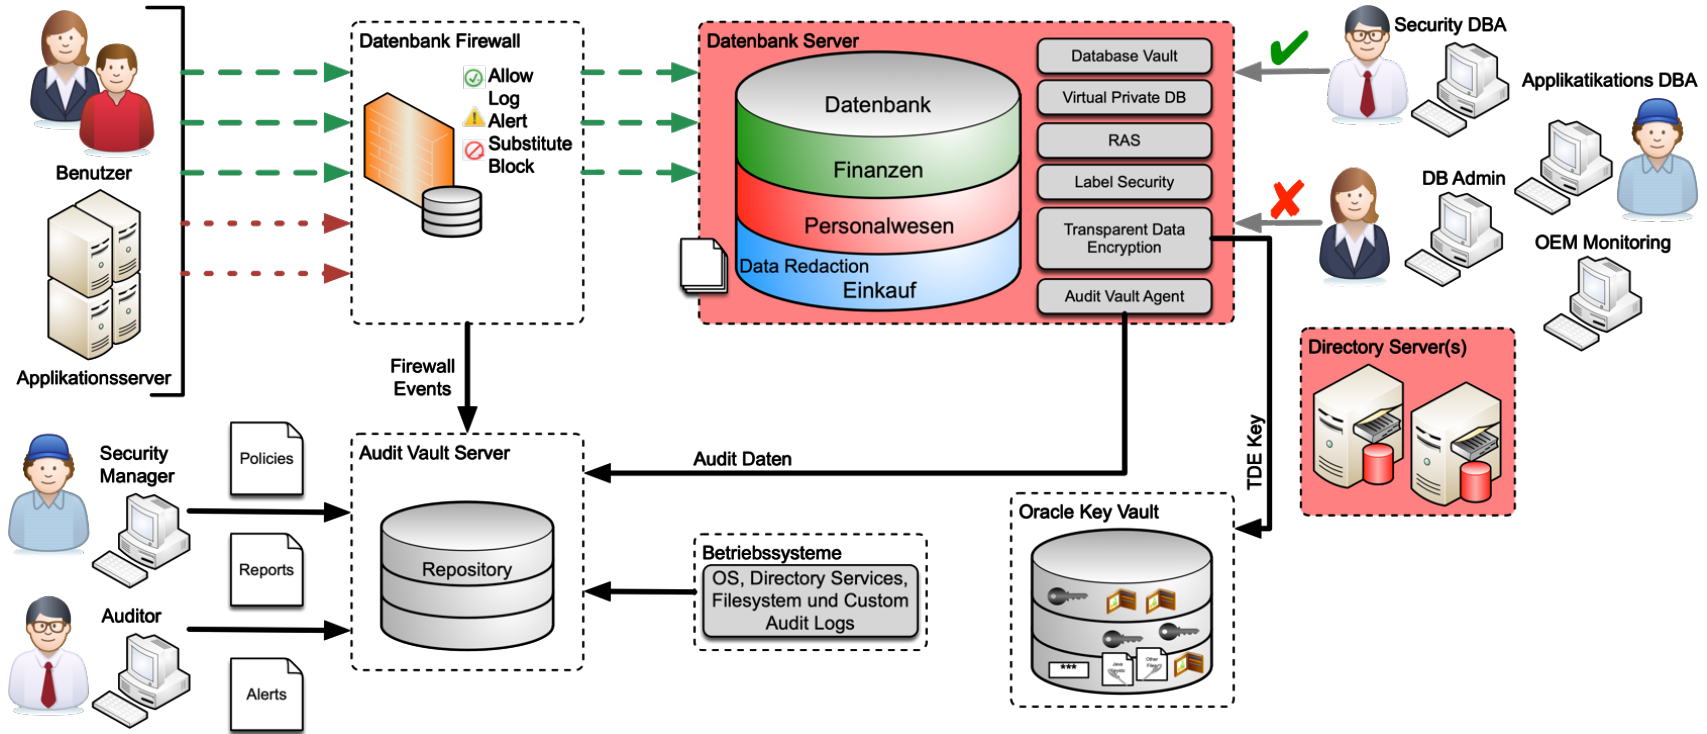 Benutzer
Applikationsserver
Datenbank Firewall
Allow
Log
Alert
Substitute
Block
Datenbank Server
Datenbank
Finanzen
Personalwesen
Data Redaction
Einkauf
Database Vault
Virtual Private DB
RAS
Label Security
Transparent Data
Encryption
Audit Vault Agent
Security DBA
Applikatikations DBA
DB Admin
OEM Monitoring
Directory Server(s)
Firewall
Events
Security
Manager
Policies
Reports
Auditor
Alerts
Audit Vault Server
Repository
Audit Daten
Betriebssysteme
OS, Directory Services,
Filesystem und Custom
Audit Logs
TDE Key
Oracle Key Vault
***
Java
Other
Files